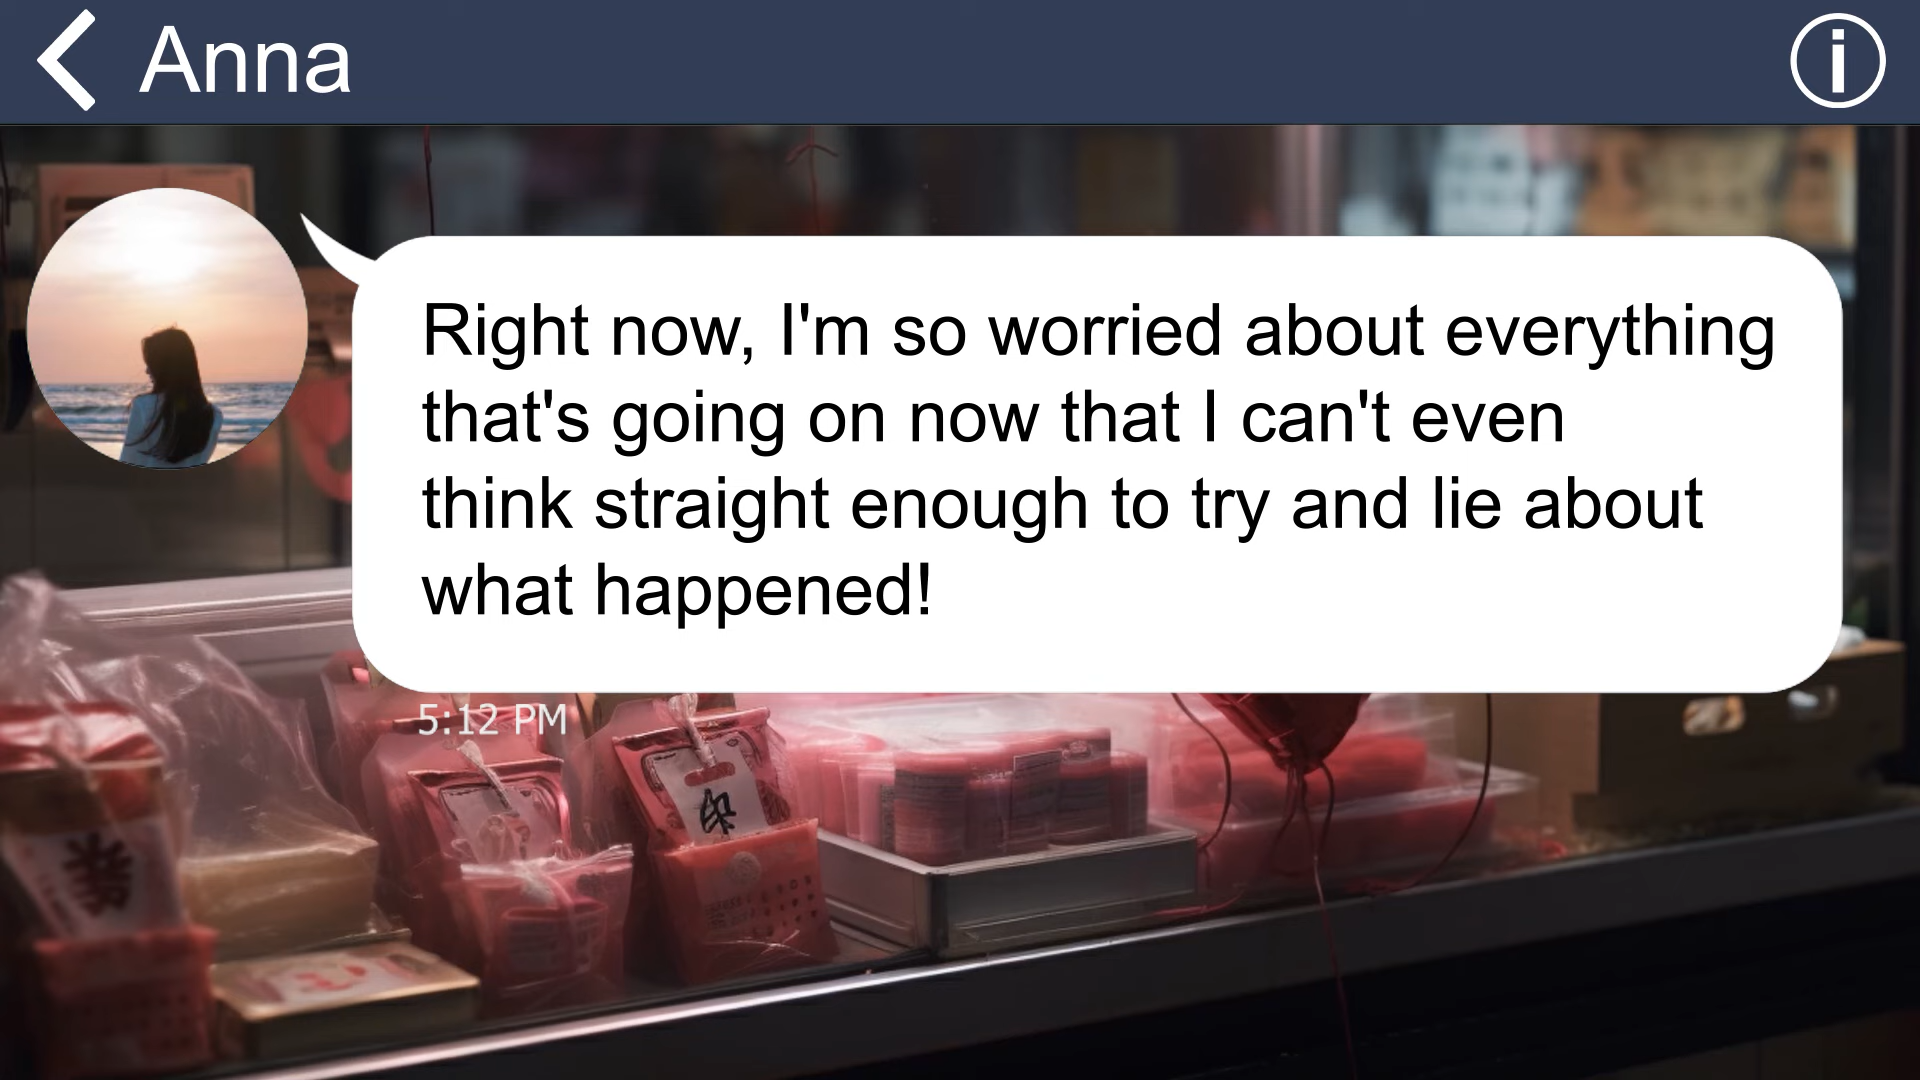 Anna
Right now, I'm so worried about everything
that's going on now that I can't even
think straight enough to try and lie about
what happened!
5:12 PM